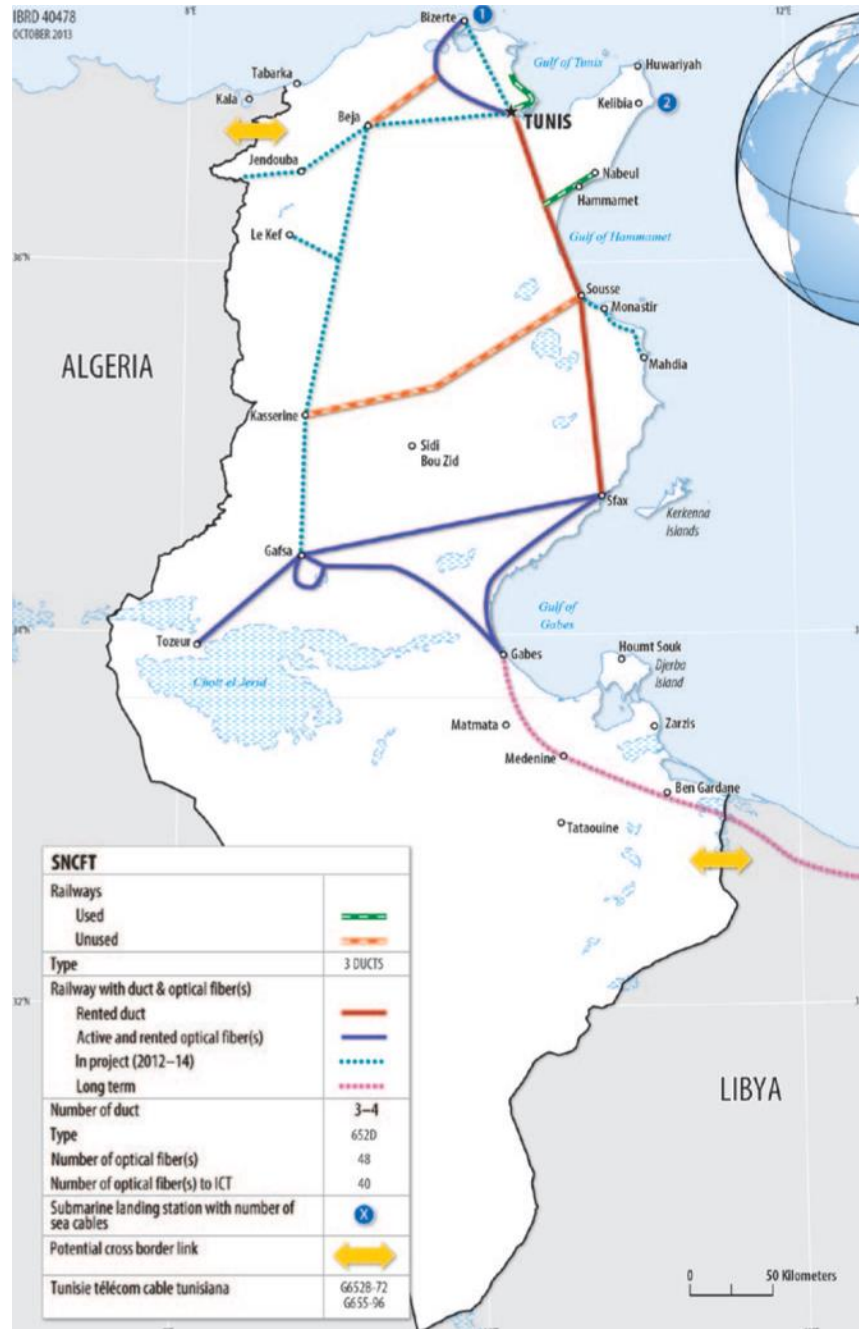 IBRD 40478
OCTOBER 2013
8°E
12°E
Bizerte
1
Gulf of Tunis
Huwariyah
Tabarka
Kala
Kelibia
2
Beja
TUNIS
Jendouba
Nabeul
Hammamet
Le Kef
Gulf of Hammamet
36°N
Sousse
Monastir
ALGERIA
Mahdia
Kasserine
Sidi
Bou Zid
Sfax
Kerkenna
Islands
Gafsa
Gulf of
Gabes
34°N
Tozeur
Chott el Jerid
Gabes
Houmt Souk
Djerba
Island
Matmata
Zarzis
Medenine
Ben Gardane
Tataouine
SNCFT
Railways
Used
Unused
Type 3 DUCTS
Railway with duct & optical fiber(s)
Rented duct
Active and rented optical fiber(s)
In project (2012–14)
Long term
Number of duct 3–4
Type 652D
Number of optical fiber(s) 48
Number of optical fiber(s) to ICT 40
Submarine landing station with number of
sea cables X
Potential cross border link
Tunisie télécom cable tunisiana G6528-72
G655-96
32°N
LIBYA
0 50 Kilometers